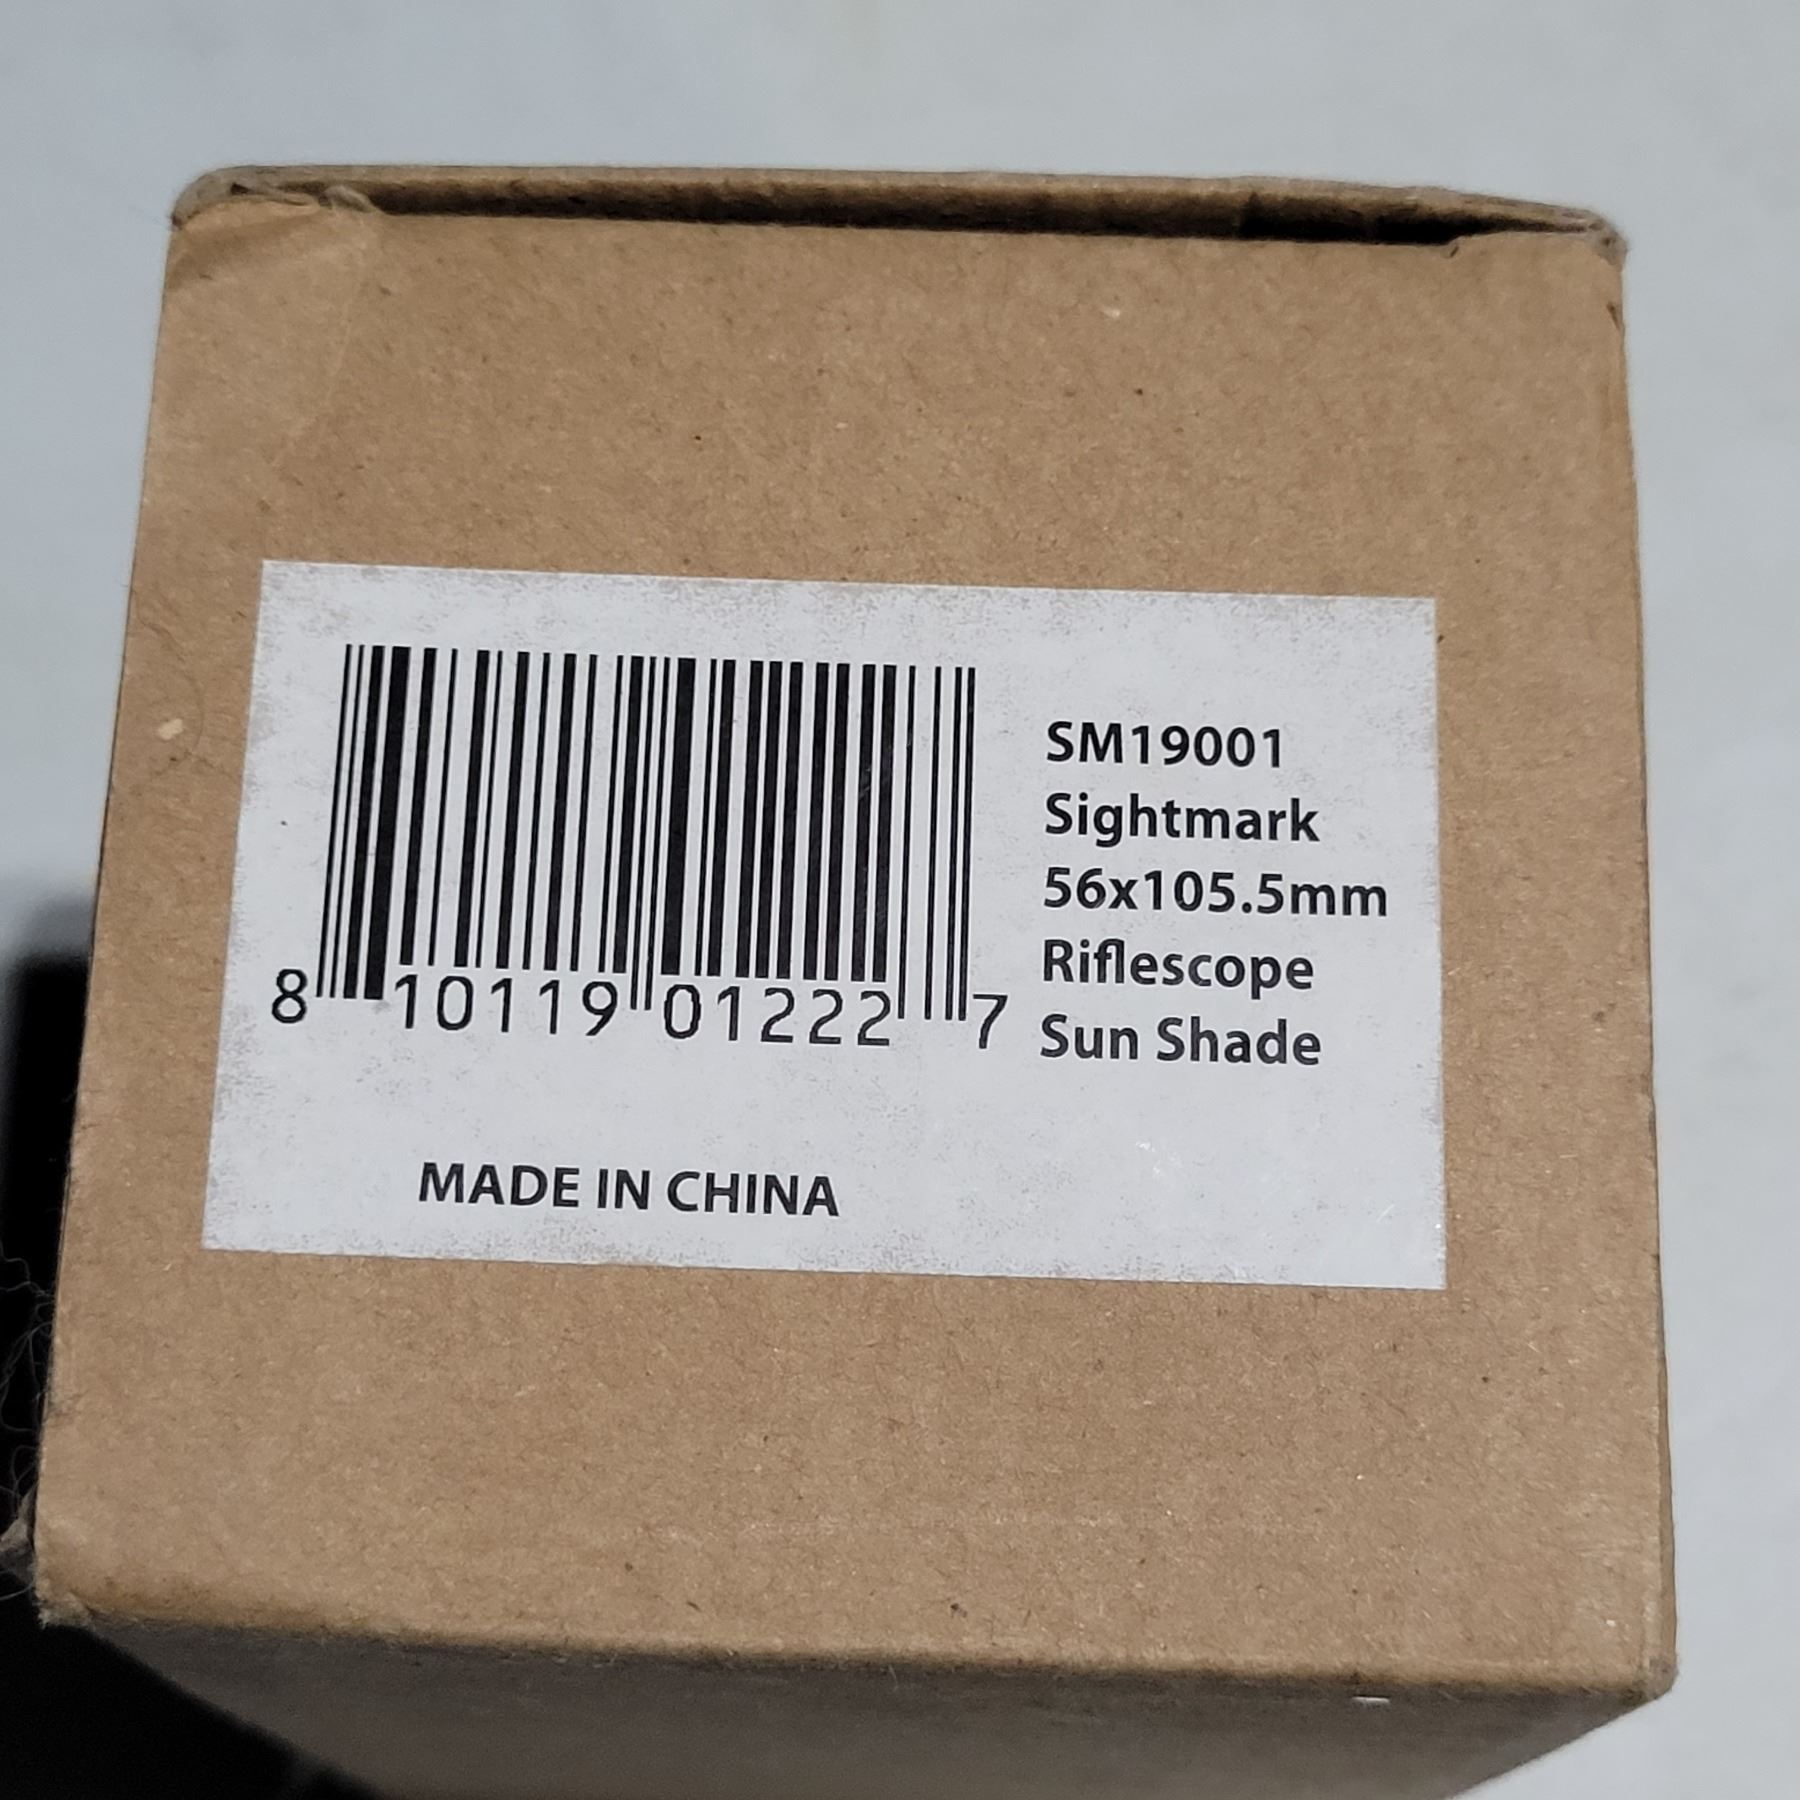 SM19001
Sightmark
56x105.5mm
Riflescope
Sun Shade
8 10119 01222 7
MADE IN CHINA